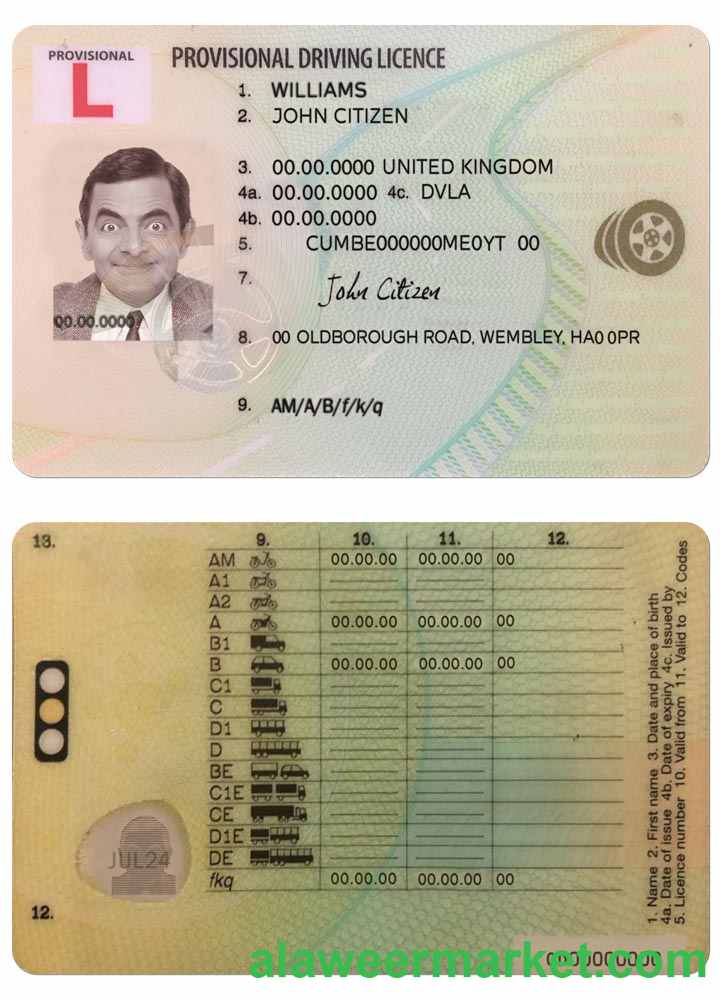 PROVISIONAL
L
PROVISIONAL DRIVING LICENCE
1. WILLIAMS
2. JOHN CITIZEN
3. 00.00.0000 UNITED KINGDOM
4a. 00.00.0000 4c. DVLA
4b. 00.00.0000
5. CUMBE000000ME0YT 00
7. John Citizen
00.00.0000
8. 00 OLDBOROUGH ROAD, WEMBLEY, HA0 0PR
9. AM/A/B/f/k/q
13. 9. 10. 11. 12.
AM 00.00.00 00.00.00 00
A1
A2
A 00.00.00 00.00.00 00
B1
B 00.00.00 00.00.00 00
C1
C
D1
D
BE
C1E
CE
D1E
DE
fkq 00.00.00 00.00.00 00
JUL24
12.
1. Name 2. First name 3. Date and place of birth
4a. Date of issue 4b. Date of expiry 4c. Issued by
5. Licence number 10. Valid from 11. Valid to 12. Codes
alaweermarket.com